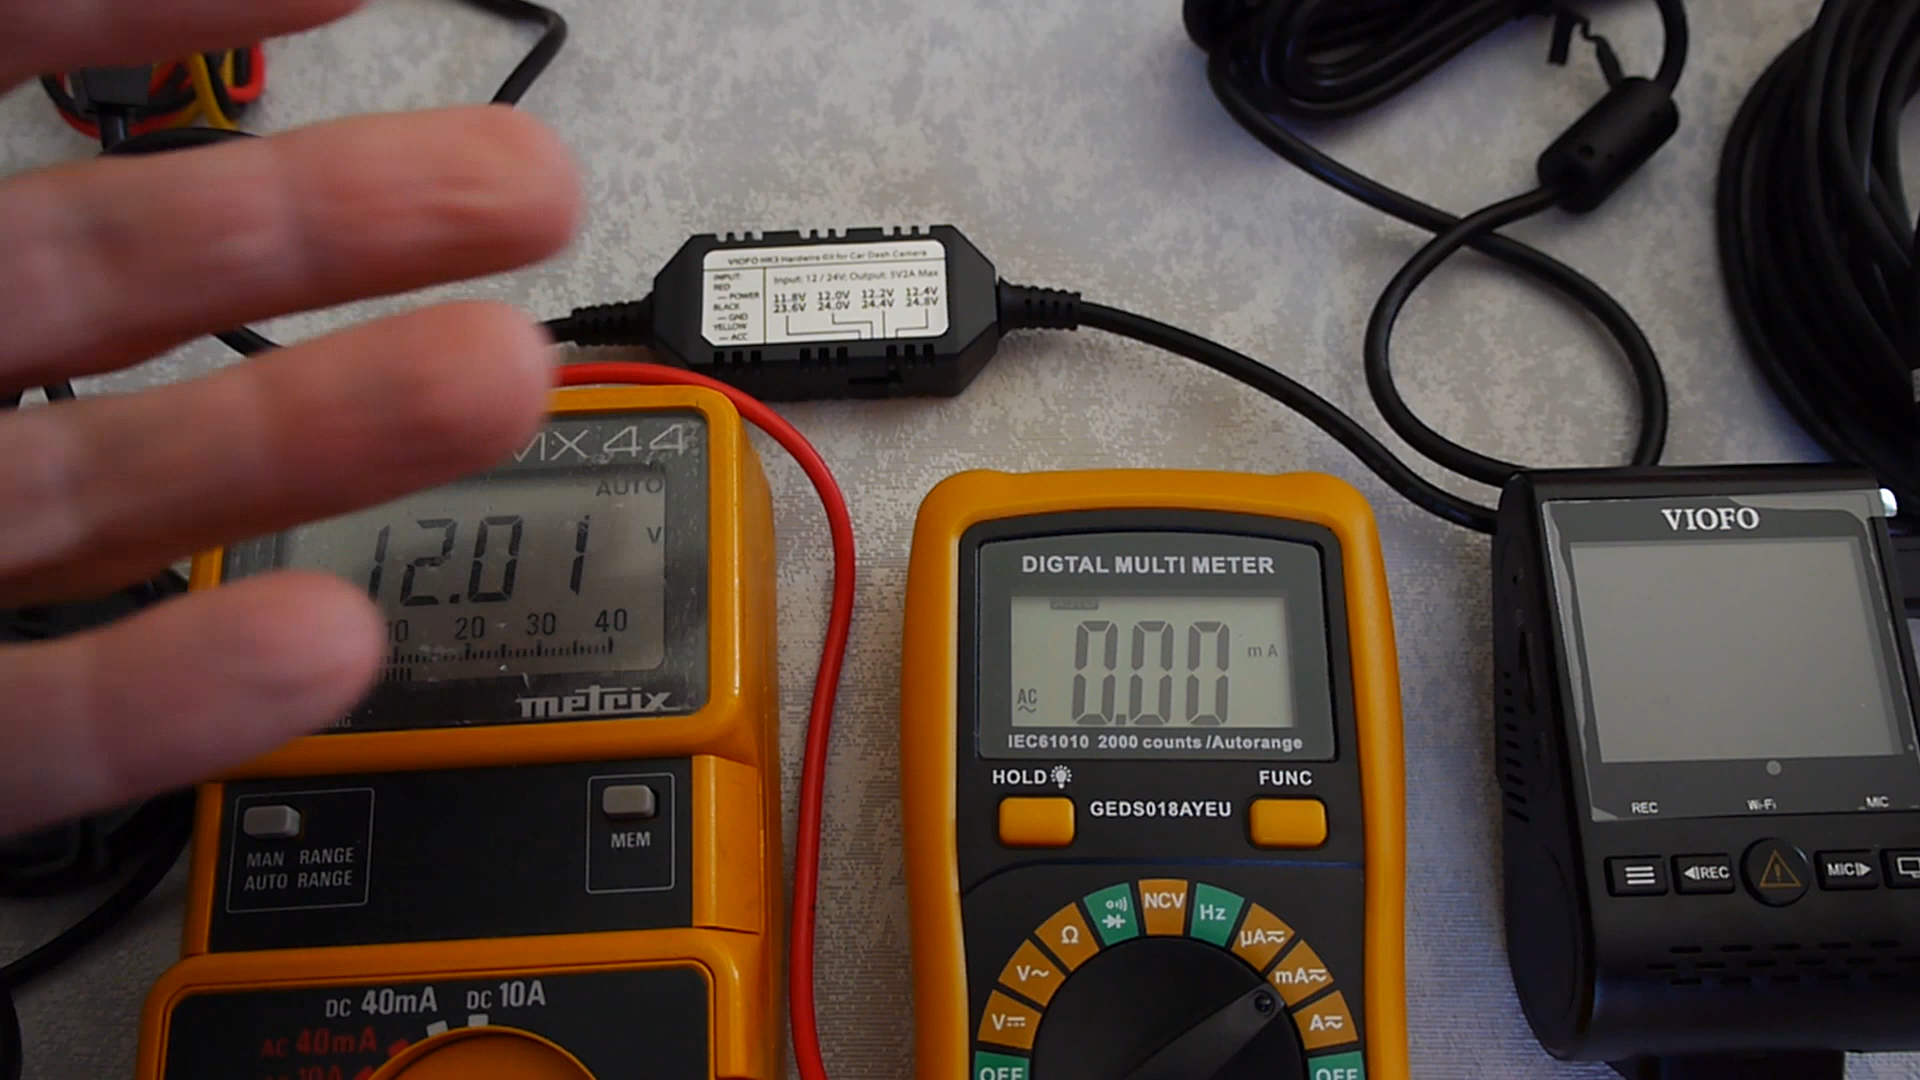 VIOFO HK3 Hardwire Kit for Car Dash Camera
INPUT:
RED
— POWER
BLACK
— GND
YELLOW
— ACC
Input: 12 / 24V; Output: 5V2A Max
11.8V 12.0V 12.2V 12.4V
23.6V 24.0V 24.4V 24.8V
MX 44
AUTO
12.01 V
10 20 30 40
metrix
MAN RANGE
AUTO RANGE
MEM
DC 40mA DC 10A
AC 40mA
DIGTAL MULTI METER
AUTO
0.00 mA
AC
~
IEC61010 2000 counts /Autorange
HOLD FUNC
GEDS018AYEU
NCV
Hz
Ω
μA
V~
mA
V
A
OFF OFF
VIOFO
REC Wi-Fi MIC
◀REC MIC▶